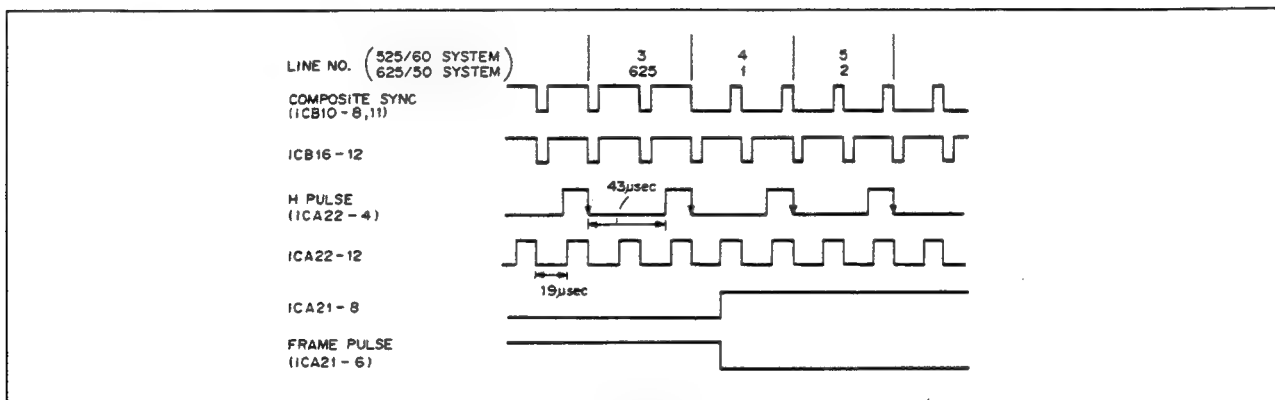 LINE NO. (525/60 SYSTEM 3 4 5
625/50 SYSTEM) 625 1 2
COMPOSITE SYNC
(ICB10-8,11)
ICB16-12
43μsec
H PULSE
(ICA22-4)
ICA22-12
19μsec
ICA21-8
FRAME PULSE
(ICA21-6)